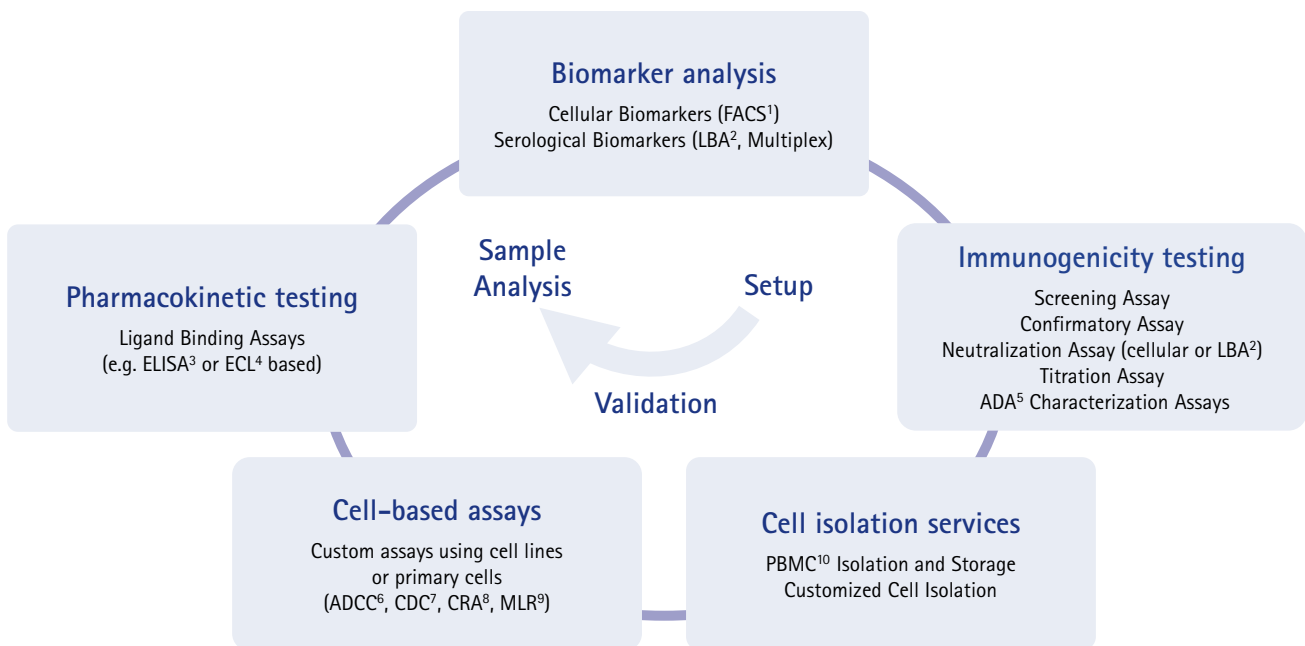 Biomarker analysis
Cellular Biomarkers (FACS¹)
Serological Biomarkers (LBA², Multiplex)
Pharmacokinetic testing
Ligand Binding Assays
(e.g. ELISA³ or ECL⁴ based)
Sample
Analysis
Setup
Validation
Immunogenicity testing
Screening Assay
Confirmatory Assay
Neutralization Assay (cellular or LBA²)
Titration Assay
ADA⁵ Characterization Assays
Cell-based assays
Custom assays using cell lines
or primary cells
(ADCC⁶, CDC⁷, CRA⁸, MLR⁹)
Cell isolation services
PBMC¹⁰ Isolation and Storage
Customized Cell Isolation